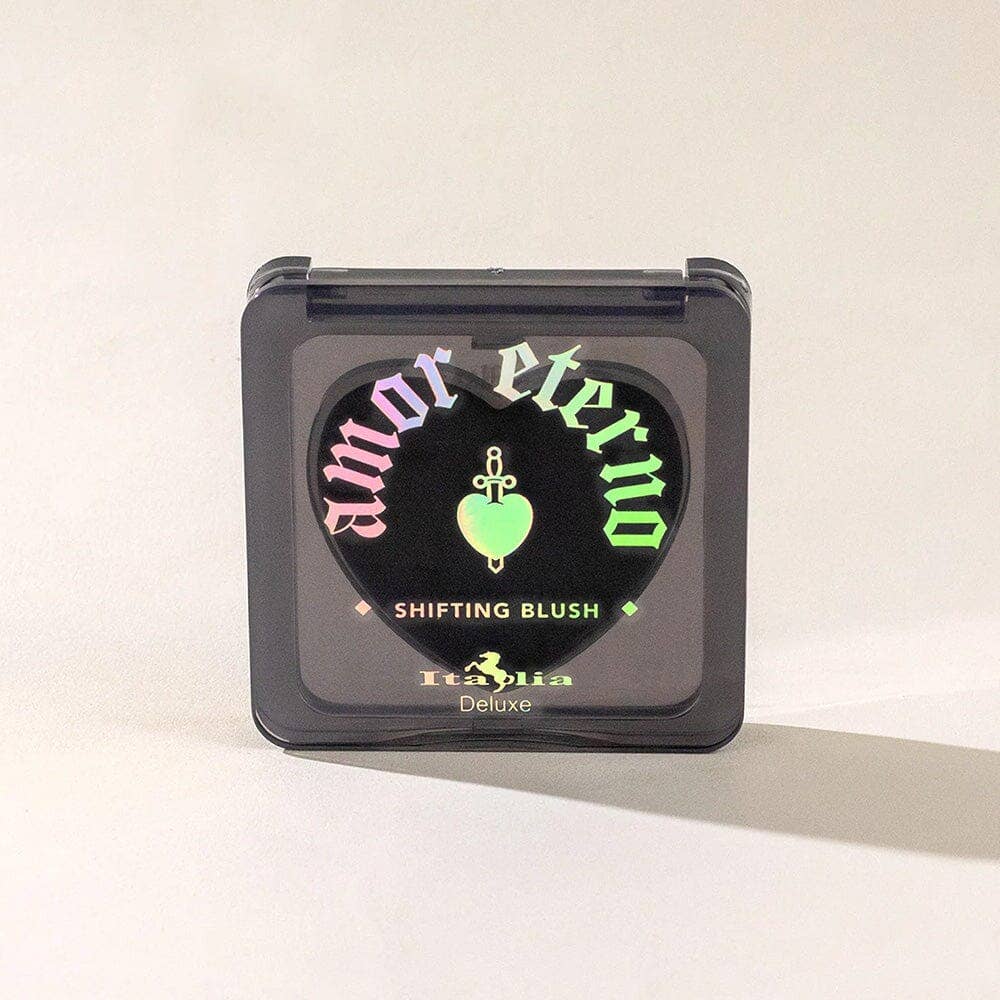 amor eterno
SHIFTING BLUSH
Italia
Deluxe